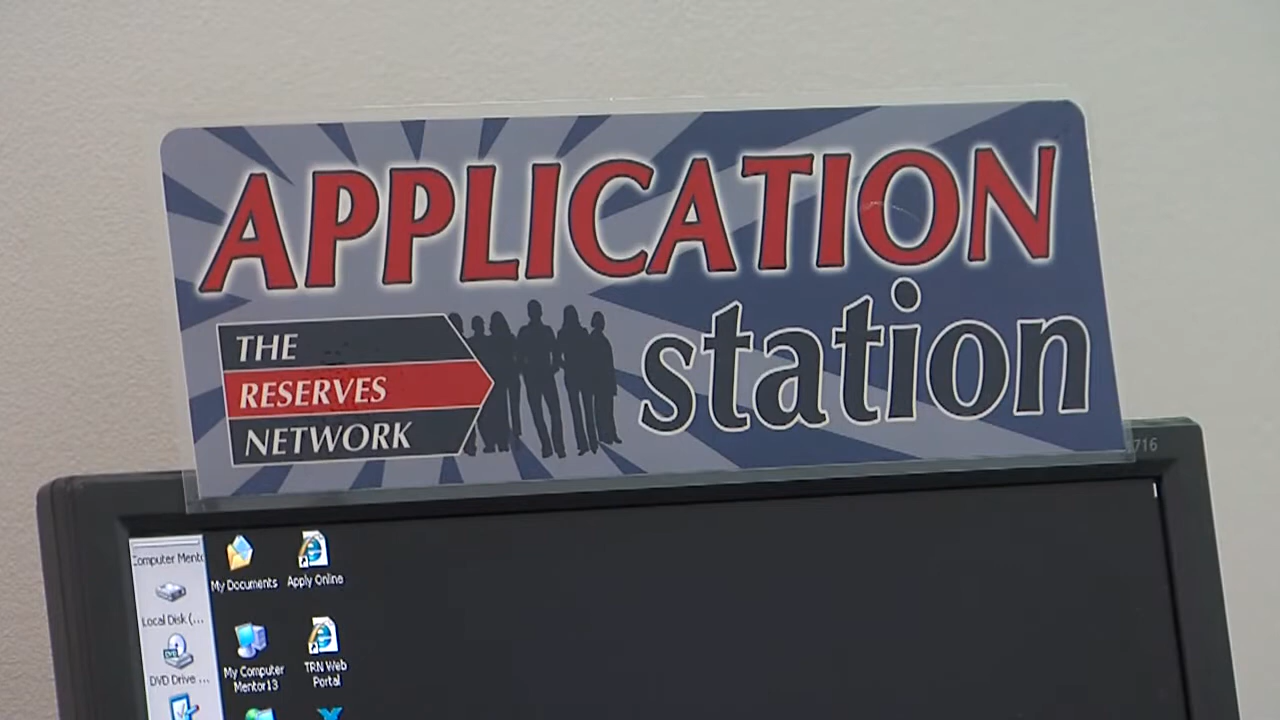 APPLICATION
station
THE
RESERVES
NETWORK
716
Computer Mento
My Documents
Apply Online
Local Disk (...
My Computer
Mentor13
TRN Web
Portal
DVD Drive ...